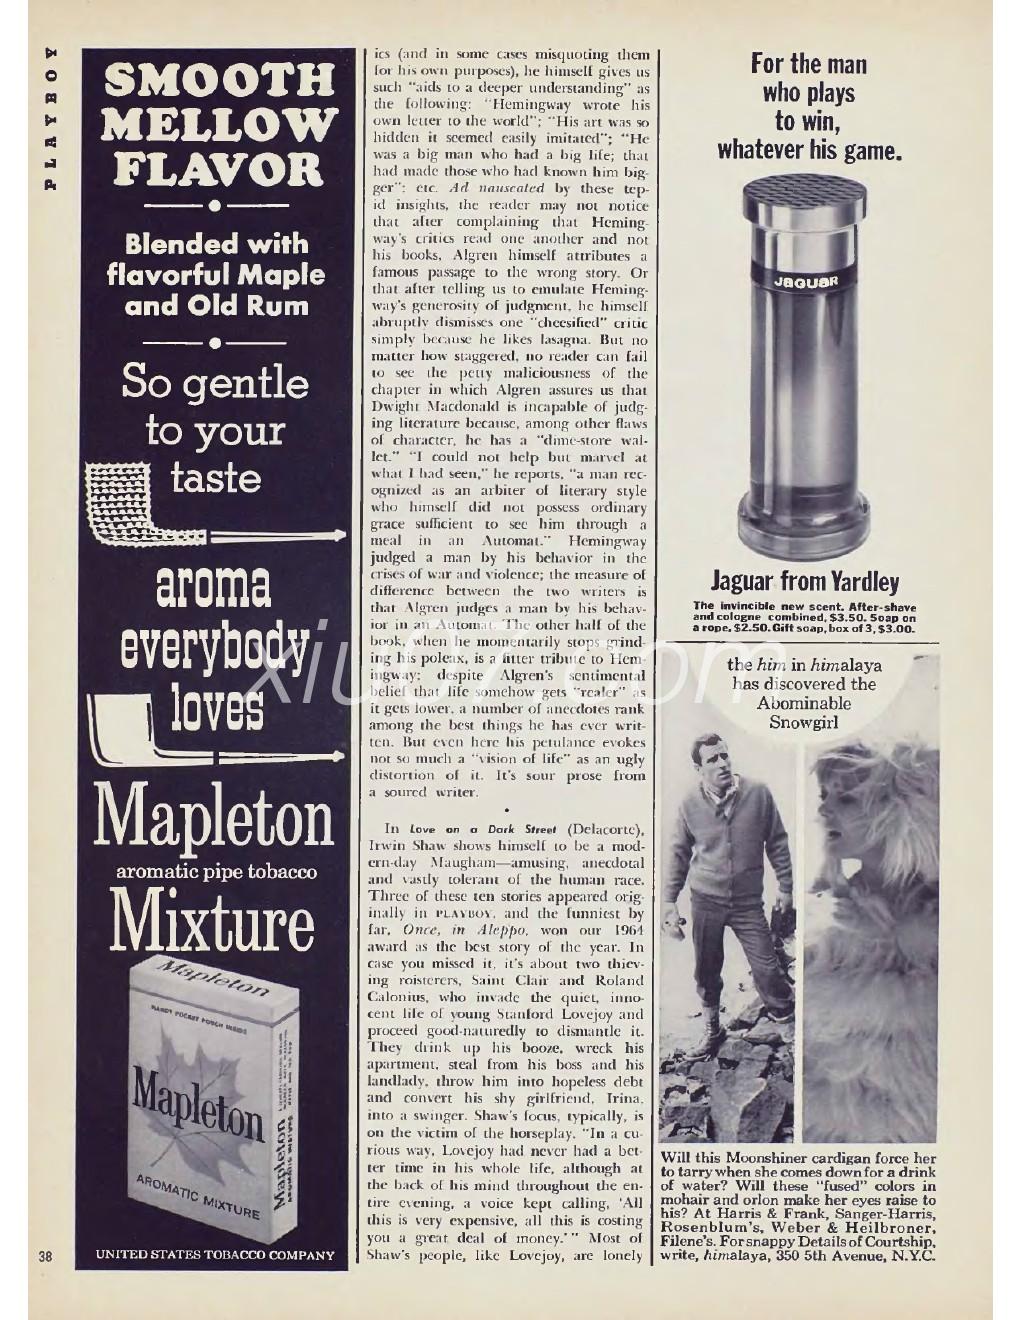 PLAYBOY
SMOOTH
MELLOW
FLAVOR
Blended with
flavorful Maple
and Old Rum
So gentle
to your
taste
aroma
everybody
loves
Mapleton
aromatic pipe tobacco
Mixture
Mapleton
HANDY POCKET POUCH INSIDE
Mapleton
AROMATIC MIXTURE
Mapleton
AROMATIC MIXTURE
UNITED STATES TOBACCO COMPANY
38
ics (and in some cases misquoting them
for his own purposes), he himself gives us
such "aids to a deeper understanding" as
the following: "Hemingway wrote his
own letter to the world"; "His art was so
hidden it seemed easily imitated"; "He
was a big man who had a big life; that
had made those who had known him big-
ger"; etc. Ad nauseated by these tep-
id insights, the reader may not notice
that after complaining that Heming-
way's critics read one another and not
his books, Algren himself attributes a
famous passage to the wrong story. Or
that after telling us to emulate Heming-
way's generosity of judgment, he himself
abruptly dismisses one "cheesified" critic
simply because he likes lasagna. But no
matter how staggered, no reader can fail
to see the petty maliciousness of the
chapter in which Algren assures us that
Dwight Macdonald is incapable of judg-
ing literature because, among other flaws
of character, he has a "dime-store wal-
let." "I could not help but marvel at
what I had seen," he reports, "a man rec-
ognized as an arbiter of literary style
who himself did not possess ordinary
grace sufficient to see him through a
meal in an Automat." Hemingway
judged a man by his behavior in the
crises of war and violence; the measure of
difference between the two writers is
that Algren judges a man by his behav-
ior in an Automat. The other half of the
book, when he momentarily stops grind-
ing his poleax, is a fitter tribute to Hem-
ingway: despite Algren's sentimental
belief that life somehow gets "realer" as
it gets lower, a number of anecdotes rank
among the best things he has ever writ-
ten. But even here his petulance evokes
not so much a "vision of life" as an ugly
distortion of it. It's sour prose from
a soured writer.
•
In Love on a Dark Street (Delacorte),
Irwin Shaw shows himself to be a mod-
ern-day Maugham—amusing, anecdotal
and vastly tolerant of the human race.
Three of these ten stories appeared orig-
inally in PLAYBOY, and the funniest by
far, Once, in Aleppo, won our 1964
award as the best story of the year. In
case you missed it, it's about two thiev-
ing roisterers, Saint Clair and Roland
Calonius, who invade the quiet, inno-
cent life of young Stanford Lovejoy and
proceed good-naturedly to dismantle it.
They drink up his booze, wreck his
apartment, steal from his boss and his
landlady, throw him into hopeless debt
and convert his shy girlfriend, Irina,
into a swinger. Shaw's focus, typically, is
on the victim of the horseplay. "In a cu-
rious way, Lovejoy had never had a bet-
ter time in his whole life, although at
the back of his mind throughout the en-
tire evening, a voice kept calling, 'All
this is very expensive, all this is costing
you a great deal of money.'" Most of
Shaw's people, like Lovejoy, are lonely
For the man
who plays
to win,
whatever his game.
JAGUAR
Jaguar from Yardley
The invincible new scent. After-shave
and cologne combined, $3.50. Soap on
a rope, $2.50. Gift soap, box of 3, $3.00.
the him in himalaya
has discovered the
Abominable
Snowgirl
Will this Moonshiner cardigan force her
to tarry when she comes down for a drink
of water? Will these "fused" colors in
mohair and orlon make her eyes raise to
his? At Harris & Frank, Sanger-Harris,
Rosenblum's, Weber & Heilbroner,
Filene's. For snappy Details of Courtship,
write, himalaya, 350 5th Avenue, N.Y.C.
xiu97.com